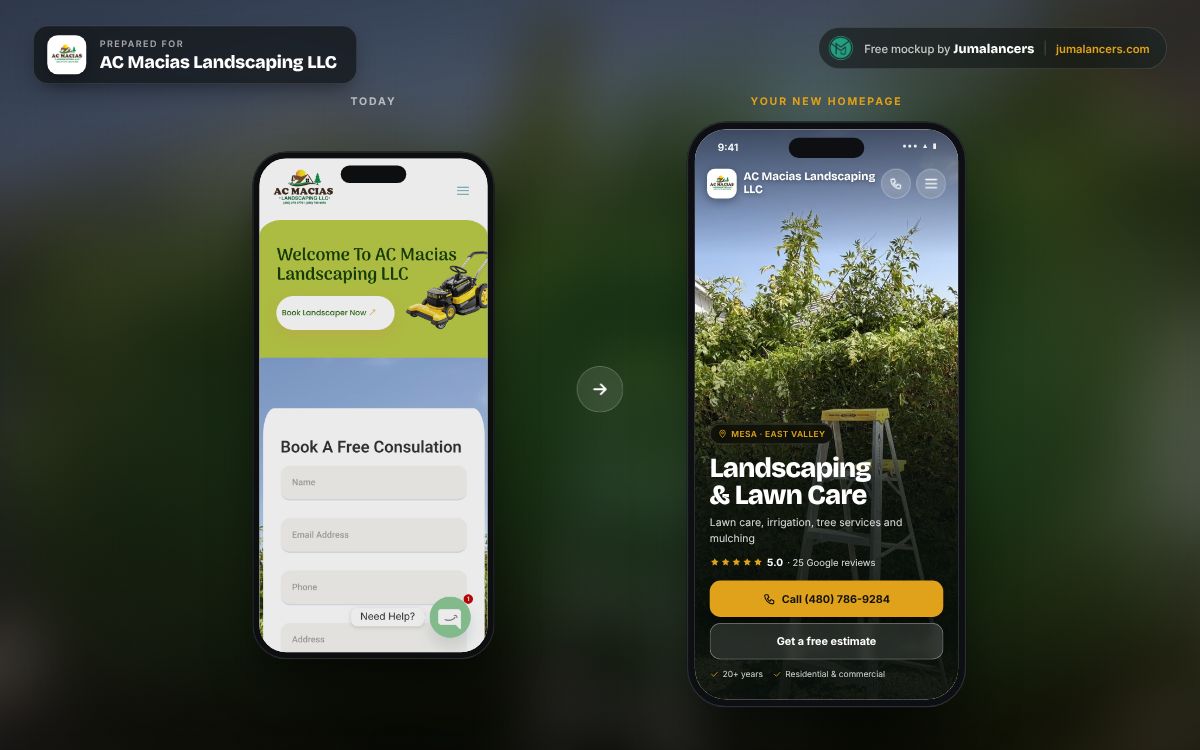 PREPARED FOR
AC Macias Landscaping LLC
Free mockup by Jumalancers
jumalancers.com
TODAY
YOUR NEW HOMEPAGE
AC MACIAS
LANDSCAPING LLC
Welcome To AC Macias
Landscaping LLC
Book Landscaper Now
Book A Free Consulation
Name
Email Address
Phone
Need Help?
1
Address
9:41
AC Macias Landscaping
LLC
MESA · EAST VALLEY
Landscaping
& Lawn Care
Lawn care, irrigation, tree services and
mulching
5.0 · 25 Google reviews
Call (480) 786-9284
Get a free estimate
20+ years
Residential & commercial